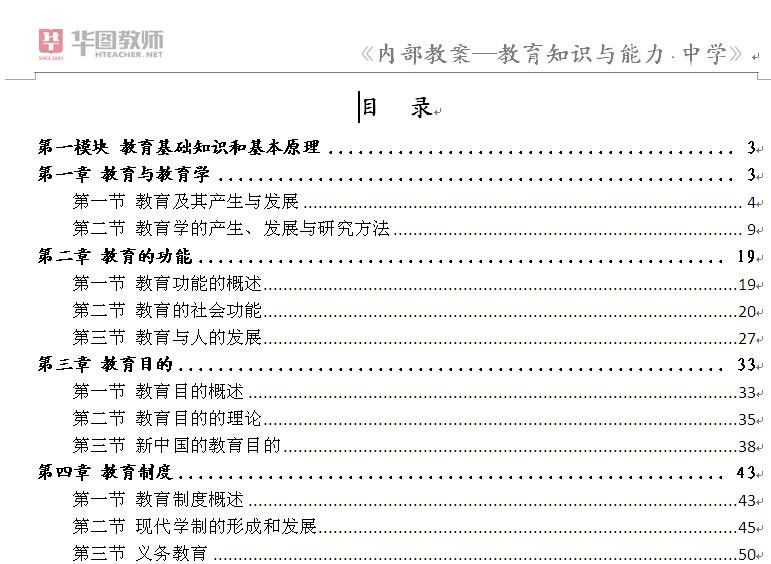 华图教师
HTEACHER.NET
SINCE 2001
《内部教案—教育知识与能力·中学》
目 录
第一模块 教育基础知识和基本原理 ........................................ 3
第一章 教育与教育学 .................................................... 3
第一节 教育及其产生与发展 ........................................ 4
第二节 教育学的产生、发展与研究方法 ........................................ 9
第二章 教育的功能 ..................................................... 19
第一节 教育功能的概述 ........................................ 19
第二节 教育的社会功能 ........................................ 20
第三节 教育与人的发展 ........................................ 27
第三章 教育目的 ....................................................... 33
第一节 教育目的概述 ........................................ 33
第二节 教育目的的理论 ........................................ 35
第三节 新中国的教育目的 ........................................ 38
第四章 教育制度 ....................................................... 43
第一节 教育制度概述 ........................................ 43
第二节 现代学制的形成和发展 ........................................ 45
第三节 义务教育 ........................................ 50